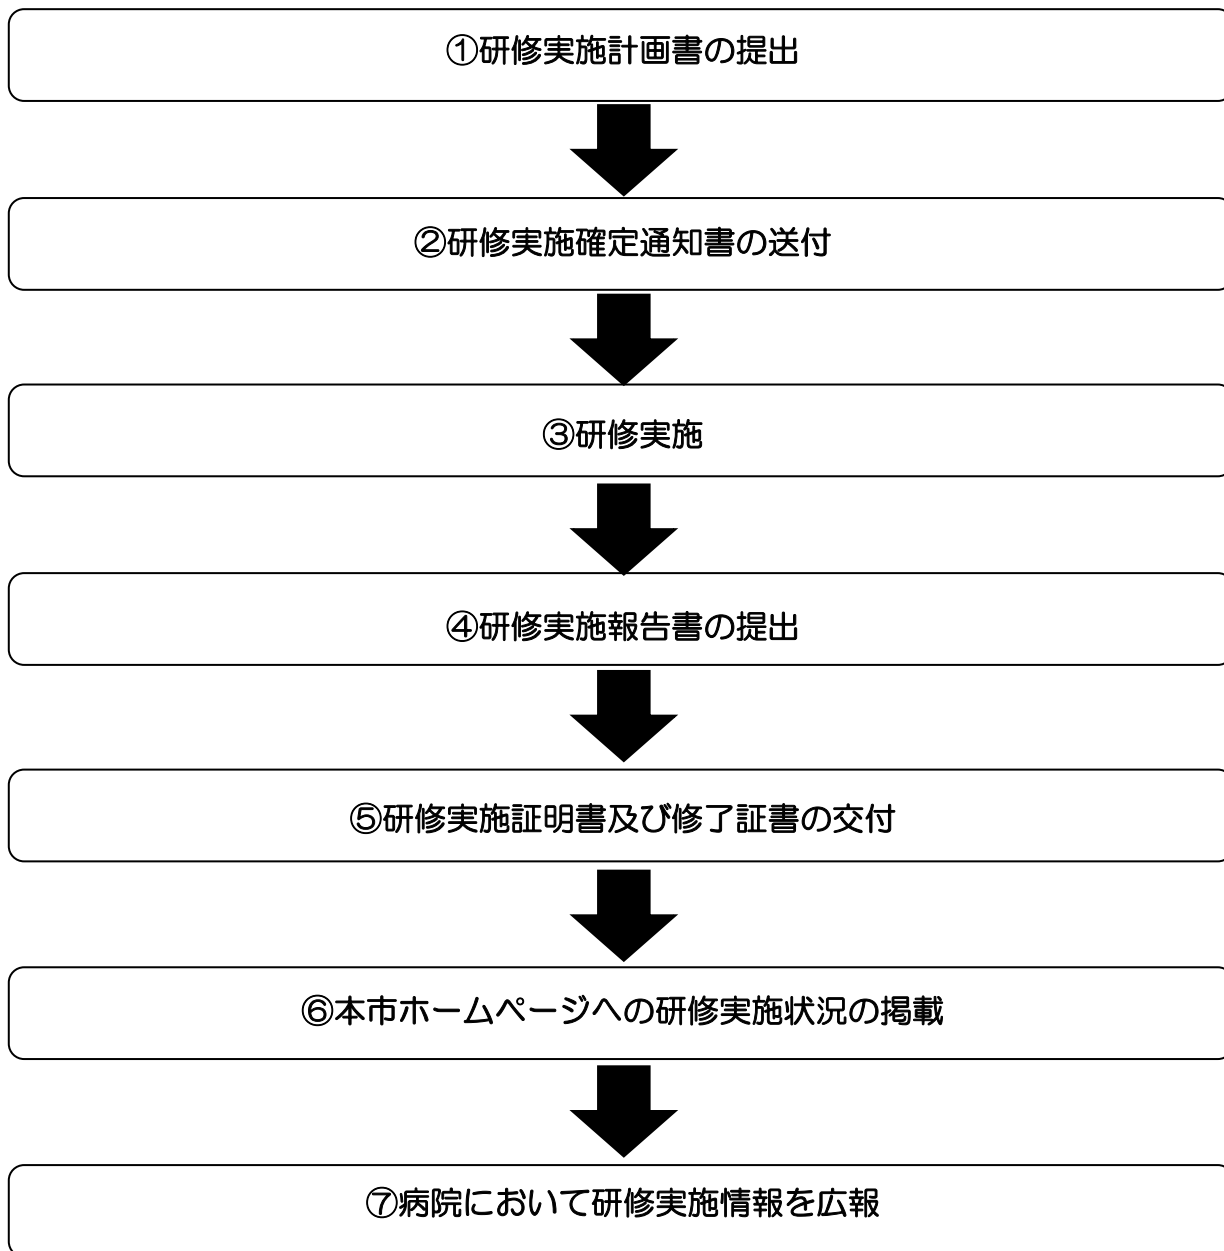 ①研修実施計画書の提出
②研修実施確定通知書の送付
③研修実施
④研修実施報告書の提出
⑤研修実施証明書及び修了証書の交付
⑥本市ホームページへの研修実施状況の掲載
⑦病院において研修実施情報を広報